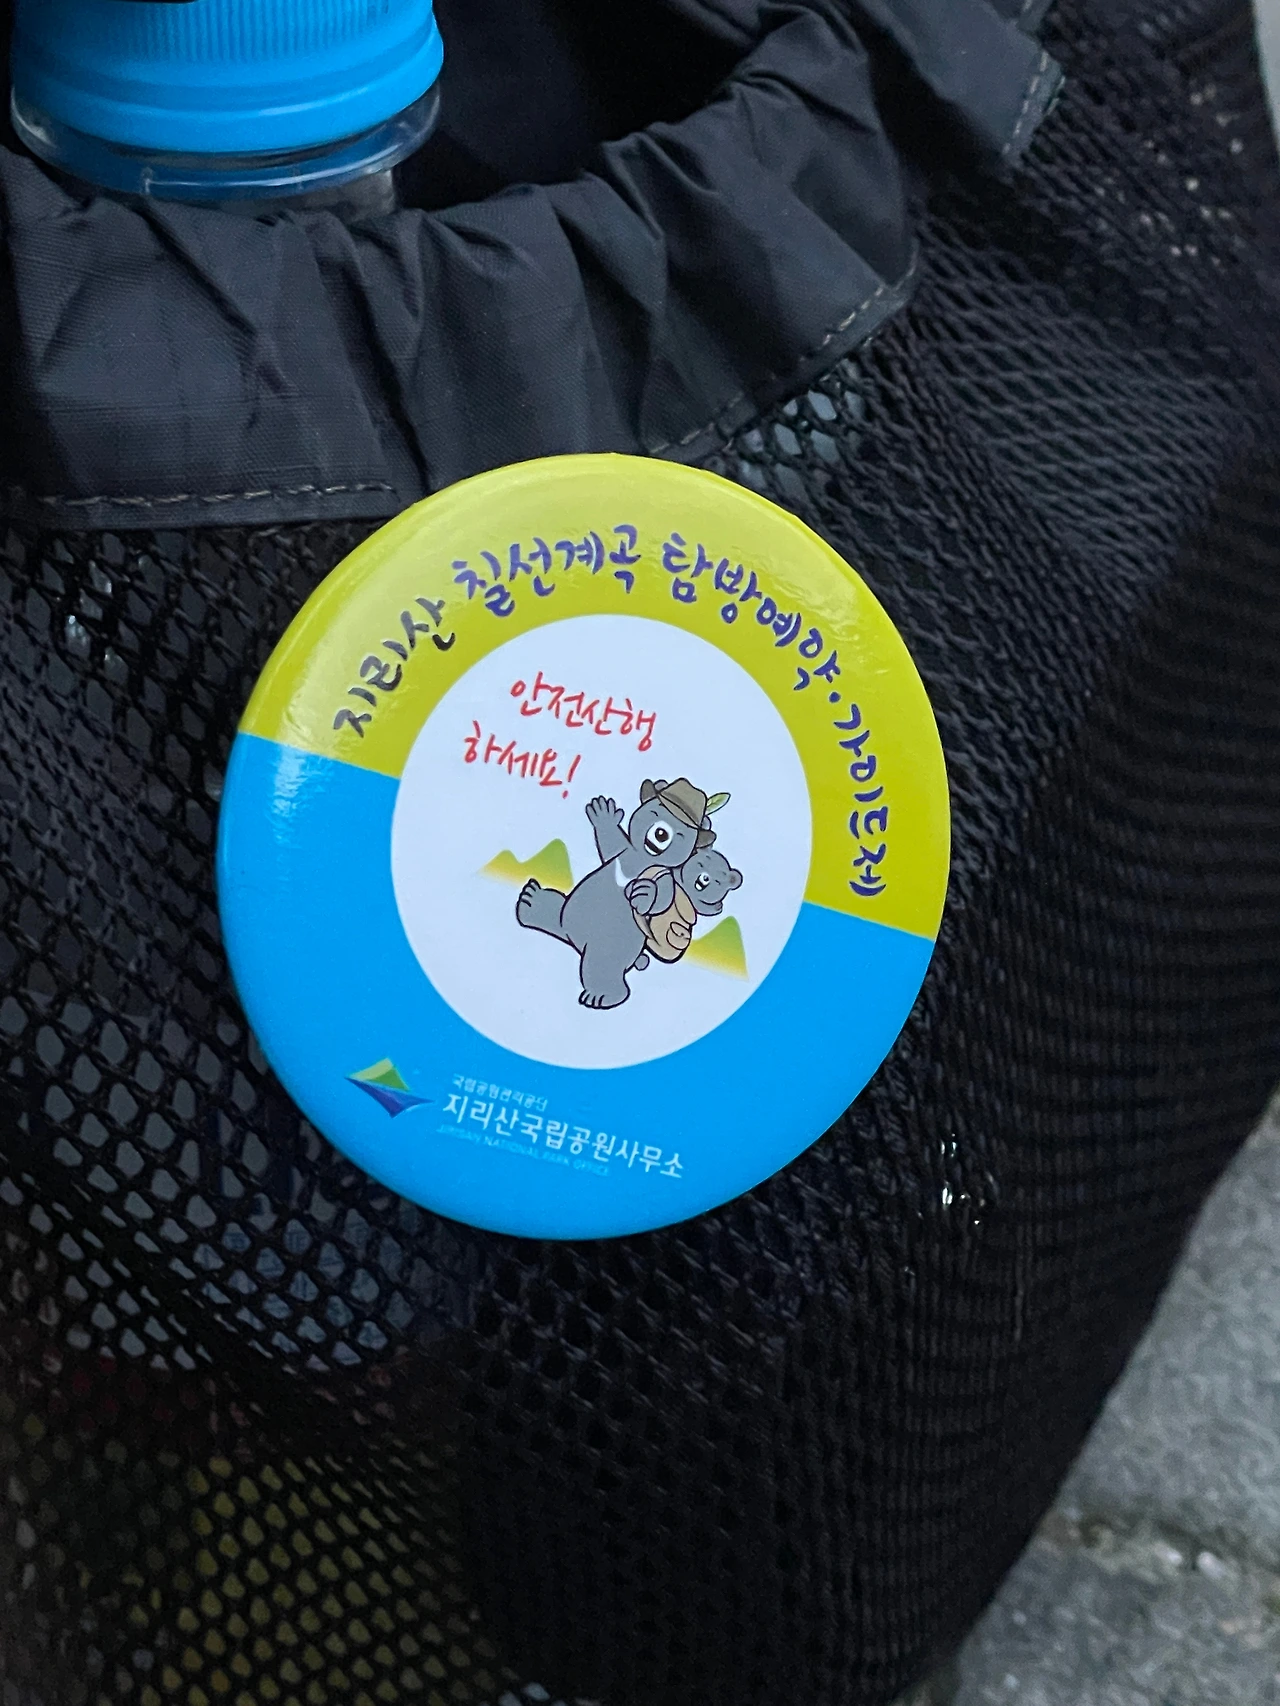 지리산 칠선계곡 탐방예약·가이드제
안전산행
하세요!
국립공원관리공단
지리산국립공원사무소
JIRISAN NATIONAL PARK OFFICE